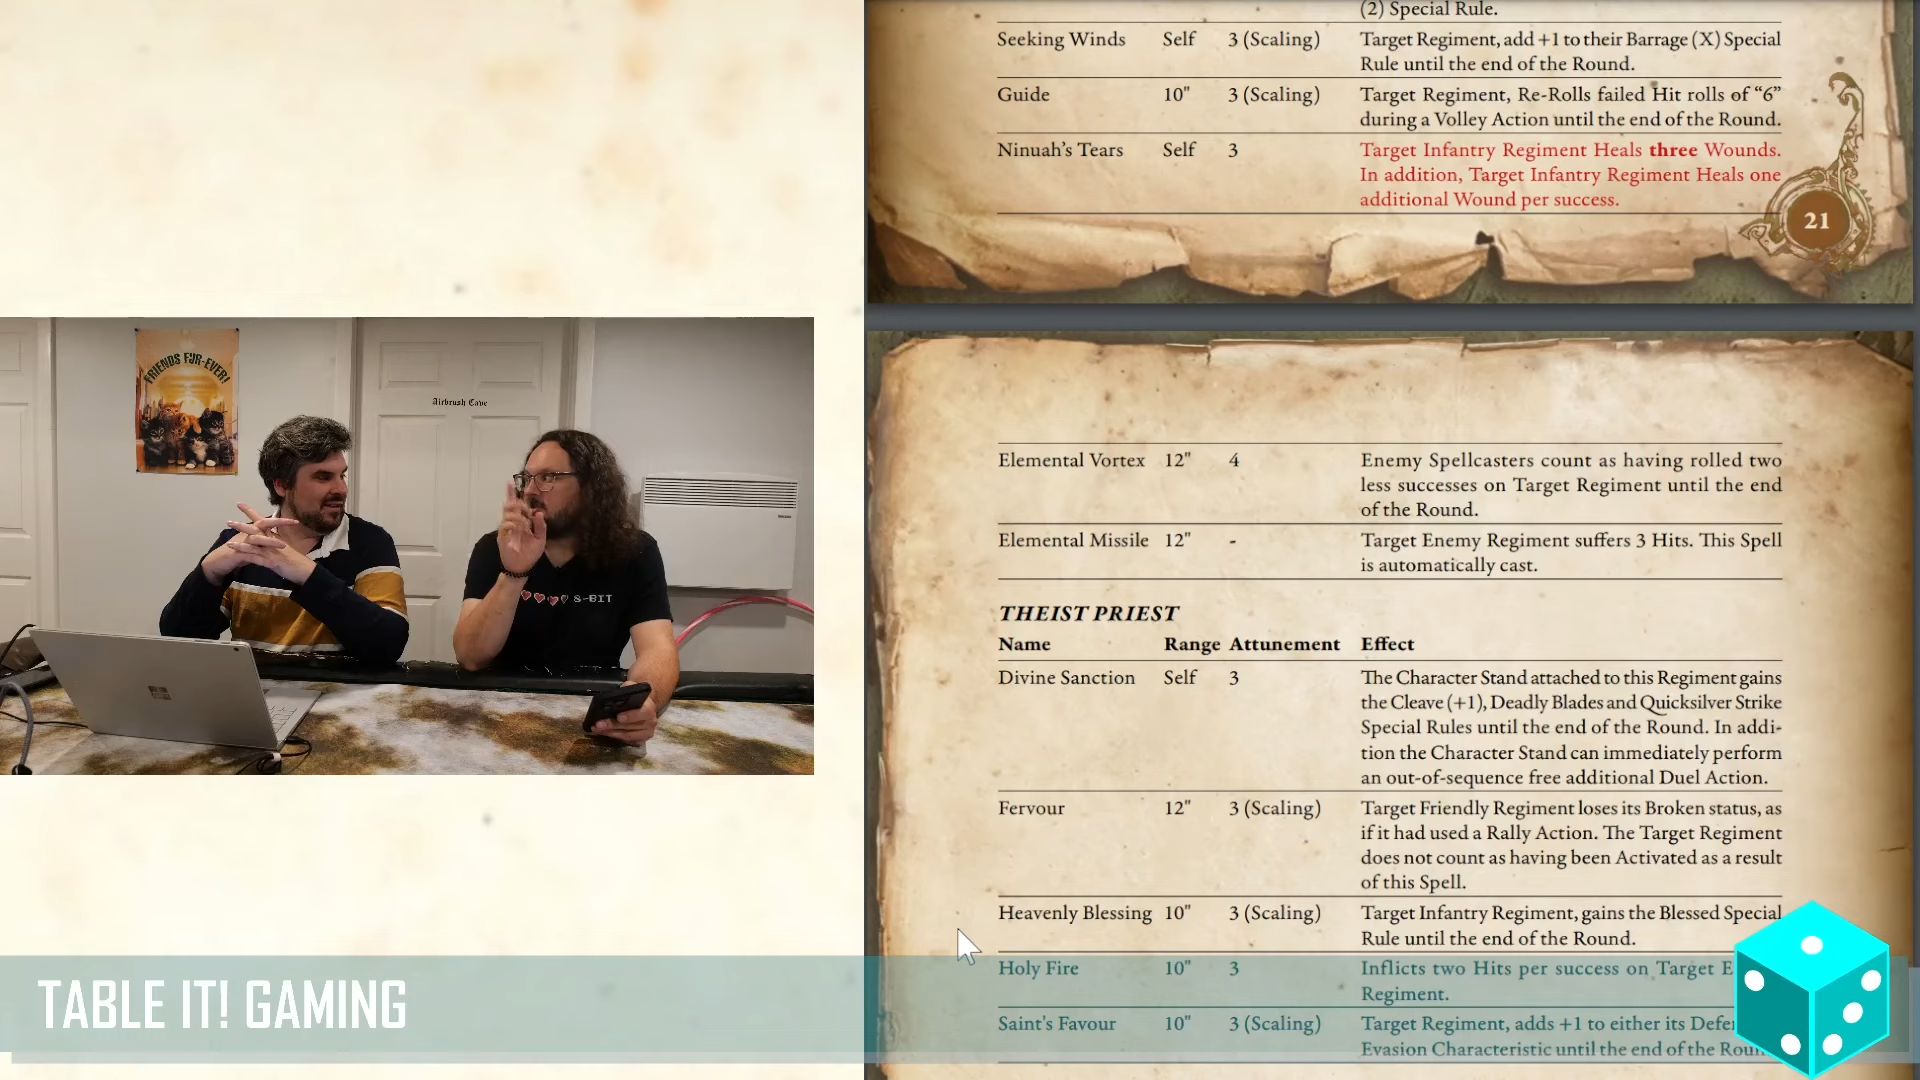 (2) Special Rule.
Seeking Winds Self 3 (Scaling) Target Regiment, add +1 to their Barrage (X) Special
Rule until the end of the Round.
Guide 10" 3 (Scaling) Target Regiment, Re-Rolls failed Hit rolls of “6”
during a Volley Action until the end of the Round.
Ninuah's Tears Self 3 Target Infantry Regiment Heals three Wounds.
In addition, Target Infantry Regiment Heals one
additional Wound per success.
21
Elemental Vortex 12" 4 Enemy Spellcasters count as having rolled two
less successes on Target Regiment until the end
of the Round.
Elemental Missile 12" - Target Enemy Regiment suffers 3 Hits. This Spell
is automatically cast.
THEIST PRIEST
Name Range Attunement Effect
Divine Sanction Self 3 The Character Stand attached to this Regiment gains
the Cleave (+1), Deadly Blades and Quicksilver Strike
Special Rules until the end of the Round. In addi-
tion the Character Stand can immediately perform
an out-of-sequence free additional Duel Action.
Fervour 12" 3 (Scaling) Target Friendly Regiment loses its Broken status, as
if it had used a Rally Action. The Target Regiment
does not count as having been Activated as a result
of this Spell.
Heavenly Blessing 10" 3 (Scaling) Target Infantry Regiment, gains the Blessed Special
Rule until the end of the Round.
Holy Fire 10" 3 Inflicts two Hits per success on Target
Regiment.
Saint's Favour 10" 3 (Scaling) Target Regiment, adds +1 to either its
Evasion Characteristic until the end of the
FRIENDS FUR-EVER!
Airbrush Cave
8-BIT
TABLE IT! GAMING